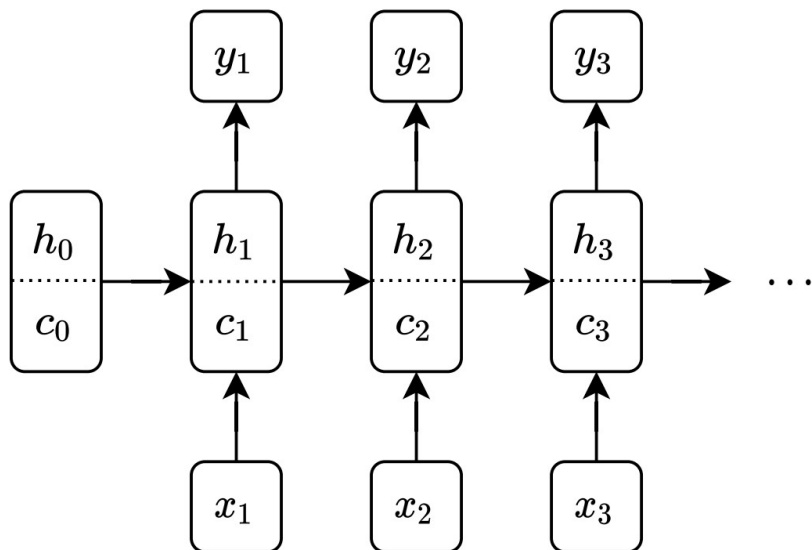 y₁ y₂ y₃
h₀ h₁ h₂ h₃
...
c₀ c₁ c₂ c₃
x₁ x₂ x₃